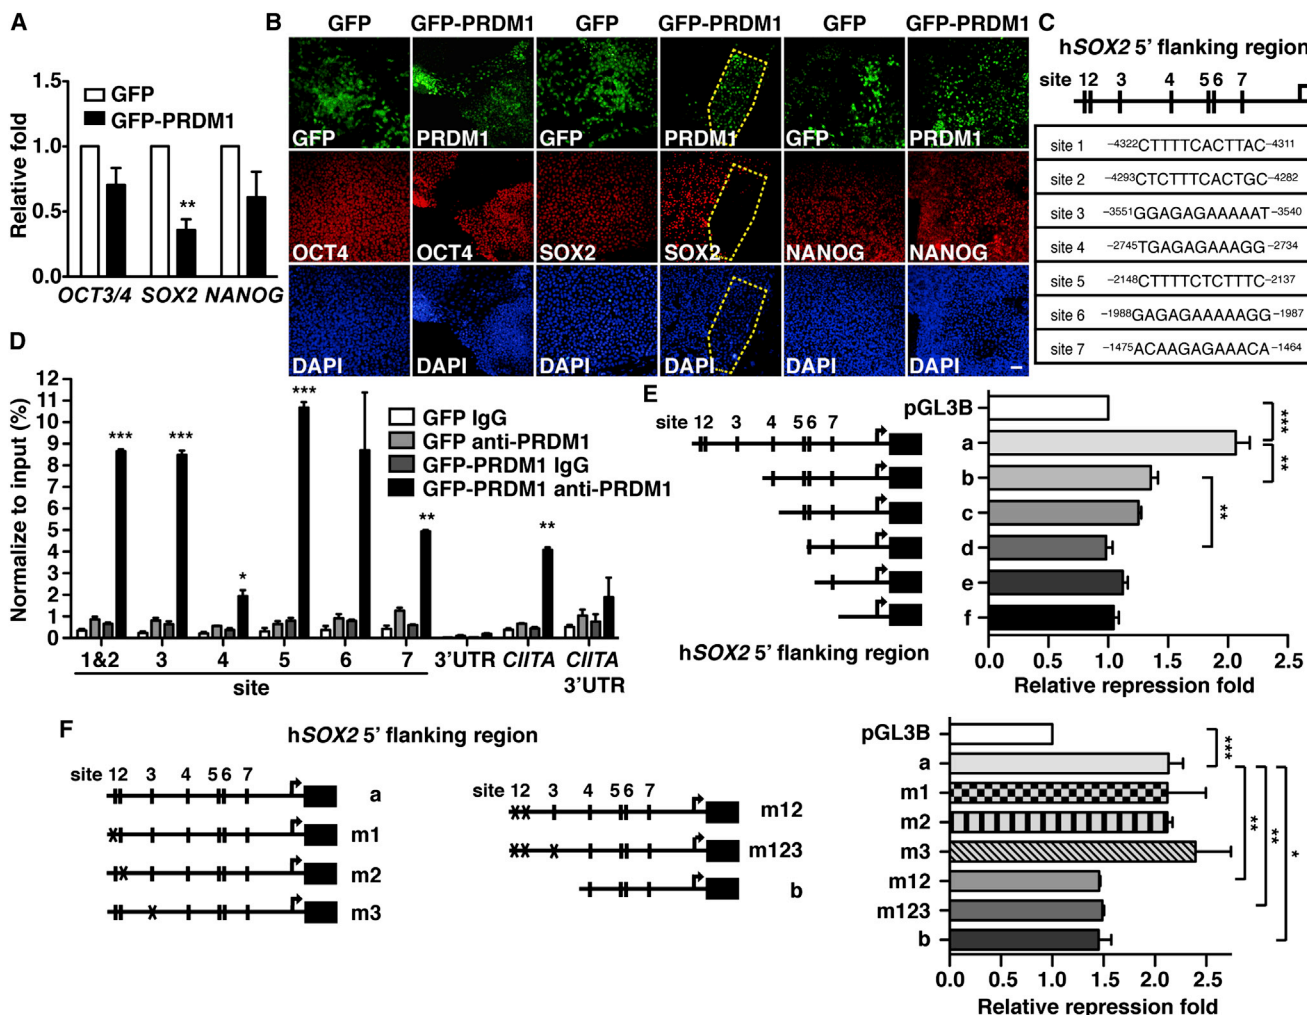 A
1.5
1.0
0.5
0.0
Relative fold
GFP
GFP-PRDM1
**
OCT3/4 SOX2 NANOG
B
GFP GFP-PRDM1 GFP GFP-PRDM1 GFP GFP-PRDM1
GFP PRDM1 GFP PRDM1 GFP PRDM1
OCT4 OCT4 SOX2 SOX2 NANOG NANOG
DAPI DAPI DAPI DAPI DAPI DAPI
C
hSOX2 5' flanking region
site 12 3 4 5 6 7
site 1 −4322CTTTTCACTTAC−4311
site 2 −4293CTCTTTCACTGC−4282
site 3 −3551GGAGAGAAAAAT−3540
site 4 −2745TGAGAGAAAGG−2734
site 5 −2148CTTTTCTCTTTC−2137
site 6 −1988GAGAGAAAAAGG−1987
site 7 −1475ACAAGAGAAACA−1464
D
12
11
10
9
8
7
6
5
4
3
2
1
0
Normalize to input (%)
GFP IgG
GFP anti-PRDM1
GFP-PRDM1 IgG
GFP-PRDM1 anti-PRDM1
*** *** * *** ** **
1&2 3 4 5 6 7 3'UTR CIITA CIITA
site
3'UTR
E
site 12 3 4 56 7
hSOX2 5' flanking region
pGL3B
a
b
c
d
e
f
***
**
**
0.0 0.5 1.0 1.5 2.0 2.5
Relative repression fold
F
hSOX2 5' flanking region
site 12 3 4 56 7
a
m1
m2
m3
site 12 3 4 56 7
m12
m123
b
pGL3B
a
m1
m2
m3
m12
m123
b
***
**
**
*
0.0 0.5 1.0 1.5 2.0 2.5
Relative repression fold